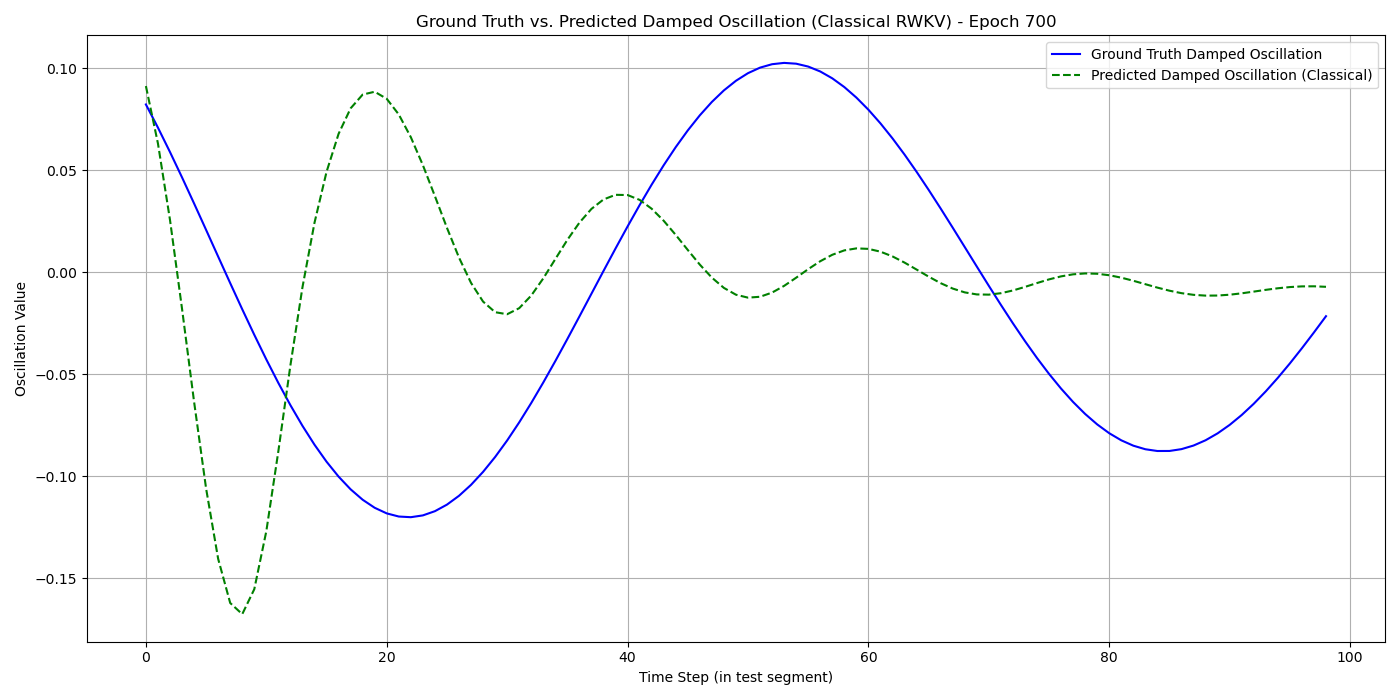 Ground Truth vs. Predicted Damped Oscillation (Classical RWKV) - Epoch 700
Ground Truth Damped Oscillation
Predicted Damped Oscillation (Classical)
Oscillation Value
0.10
0.05
0.00
−0.05
−0.10
−0.15
0 20 40 60 80 100
Time Step (in test segment)